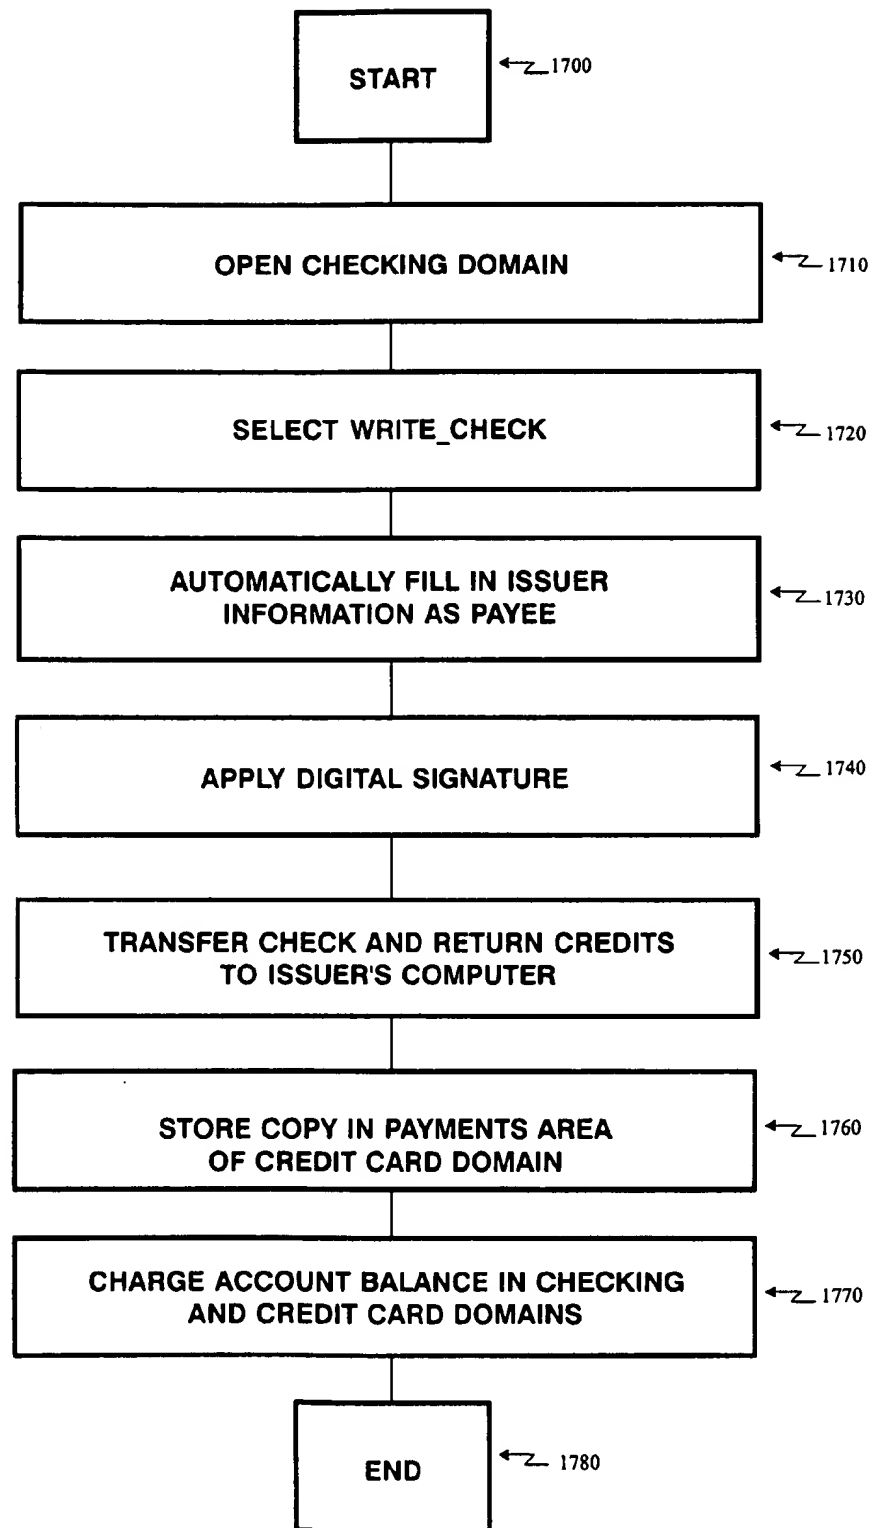 START
1700
OPEN CHECKING DOMAIN
1710
SELECT WRITE_CHECK
1720
AUTOMATICALLY FILL IN ISSUER
INFORMATION AS PAYEE
1730
APPLY DIGITAL SIGNATURE
1740
TRANSFER CHECK AND RETURN CREDITS
TO ISSUER'S COMPUTER
1750
STORE COPY IN PAYMENTS AREA
OF CREDIT CARD DOMAIN
1760
CHARGE ACCOUNT BALANCE IN CHECKING
AND CREDIT CARD DOMAINS
1770
END
1780